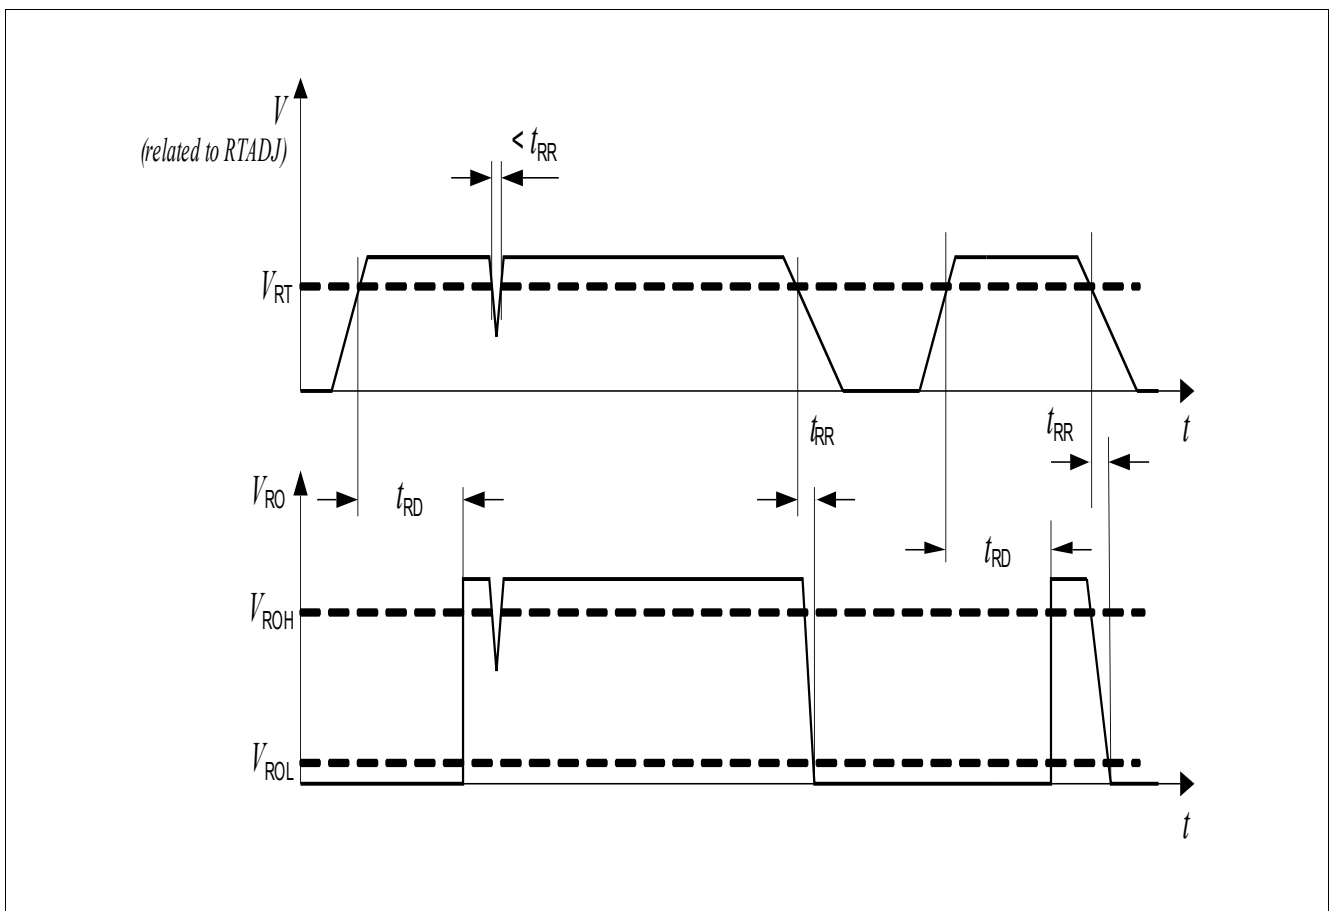 V
< tRR
(related to RTADJ)
VRT
tRR
tRR
t
VRO
tRD
tRD
VROH
VROL
t